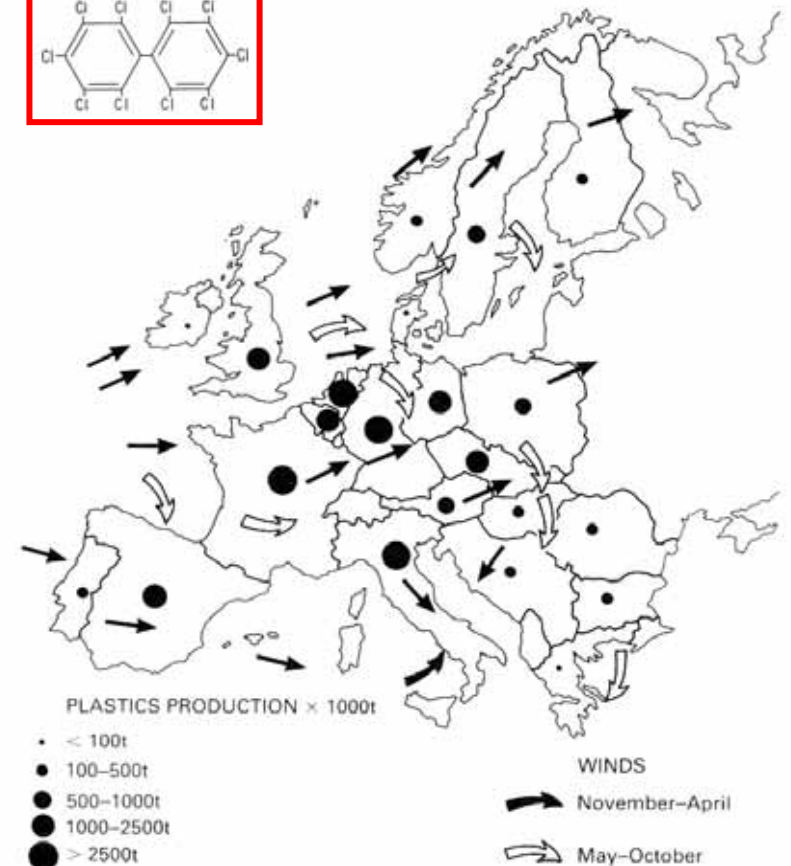 Cl Cl Cl Cl
Cl Cl
Cl Cl Cl Cl
PLASTICS PRODUCTION × 1000t
< 100t
100–500t
500–1000t
1000–2500t
> 2500t
WINDS
November–April
May–October